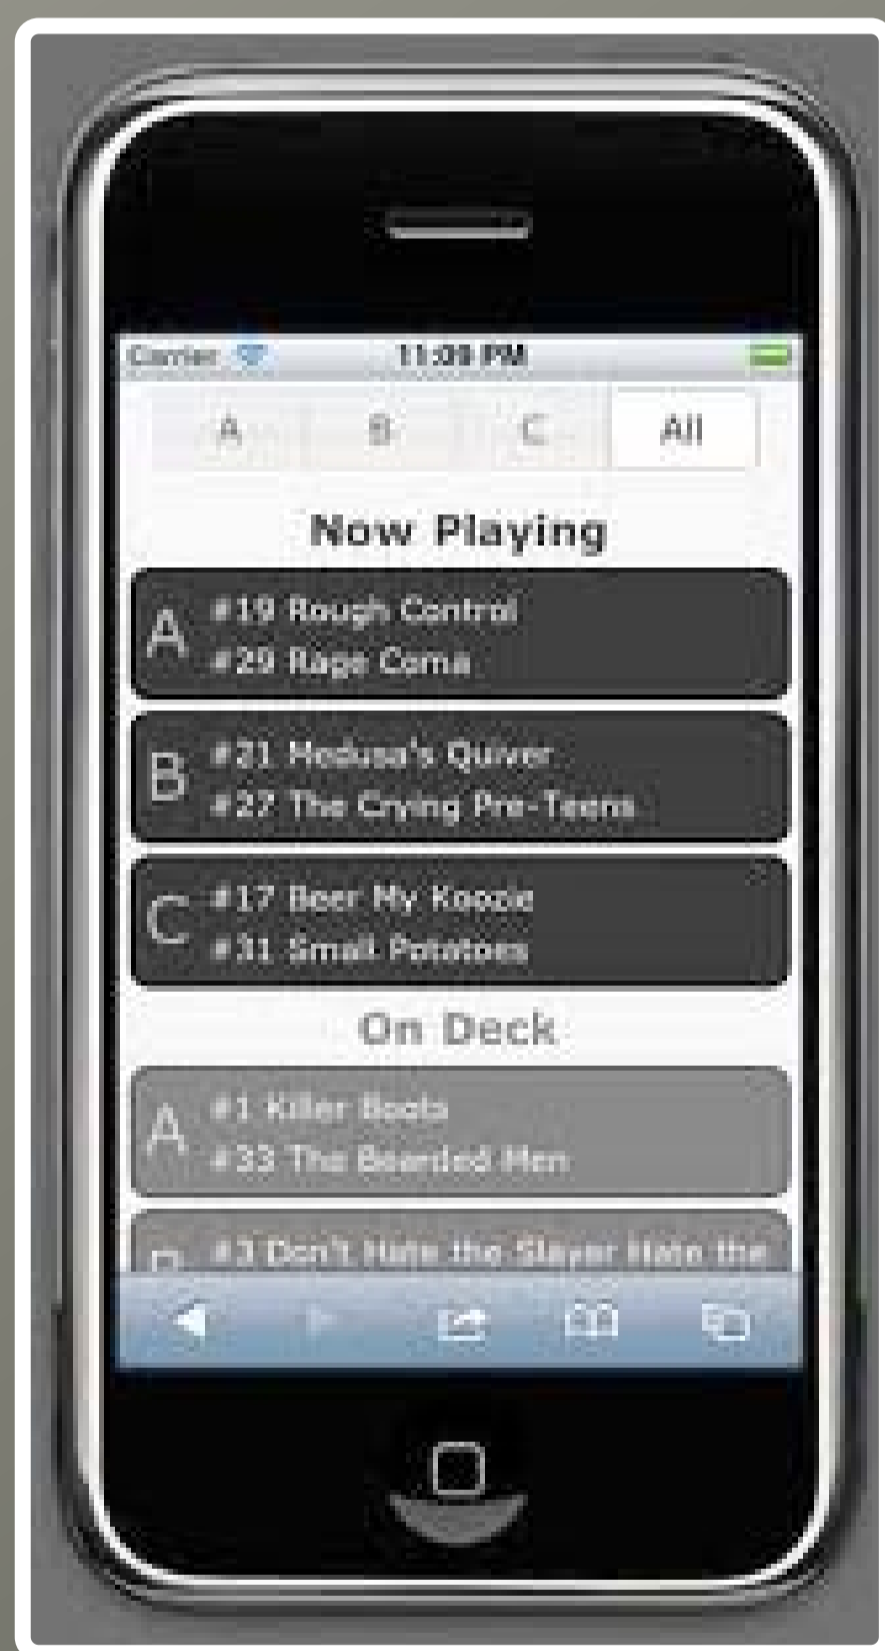 Carrier 11:09 PM
A B C All
Now Playing
A
#19 Rough Control
#29 Rage Coma
B
#21 Medusa's Quiver
#27 The Crying Pre-Teens
C
#17 Beer My Koozie
#31 Small Potatoes
On Deck
A
#1 Killer Boots
#33 The Bearded Men
B
#3 Don't Hate the Slayer Hate the